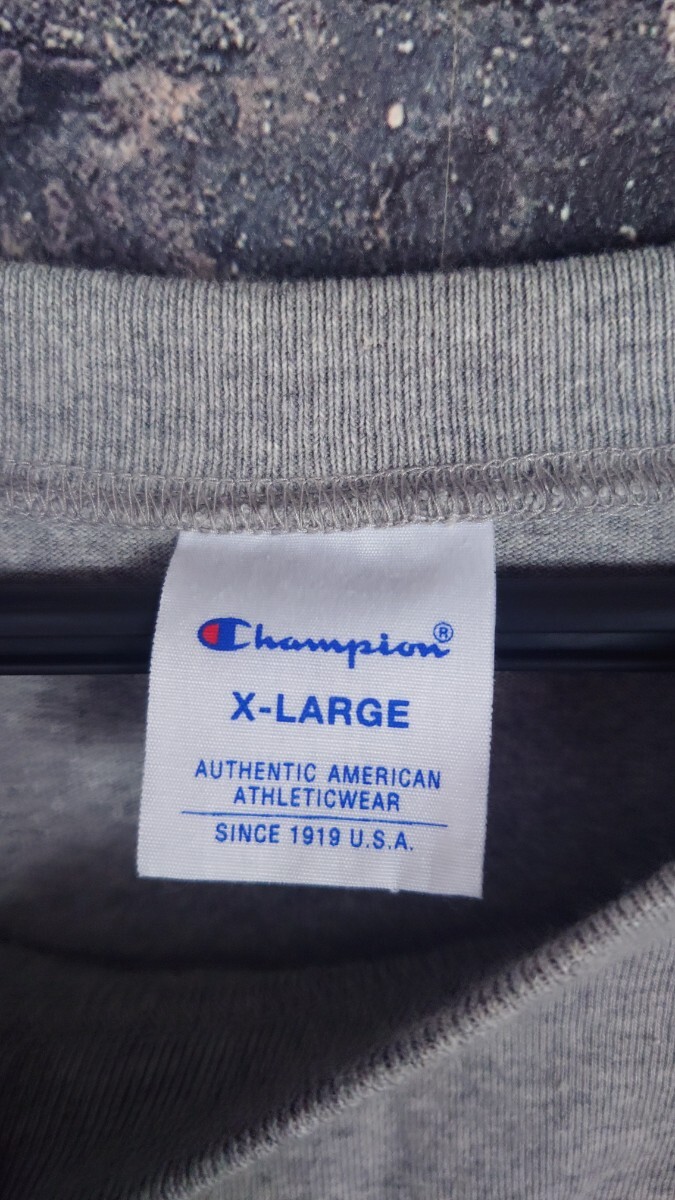 Champion®
X-LARGE
AUTHENTIC AMERICAN
ATHLETICWEAR
SINCE 1919 U.S.A.